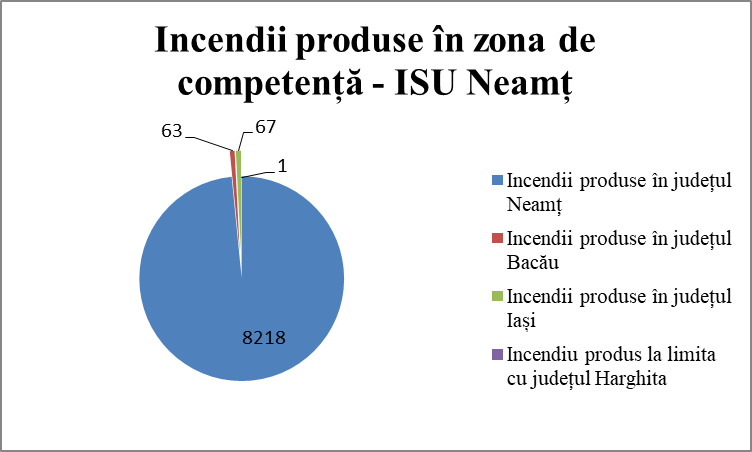 Incendii produse în zona de
competență - ISU Neamț
63
67
1
8218
Incendii produse în județul
Neamț
Incendii produse în județul
Bacău
Incendii produse în județul
Iași
Incendiu produs la limita
cu județul Harghita